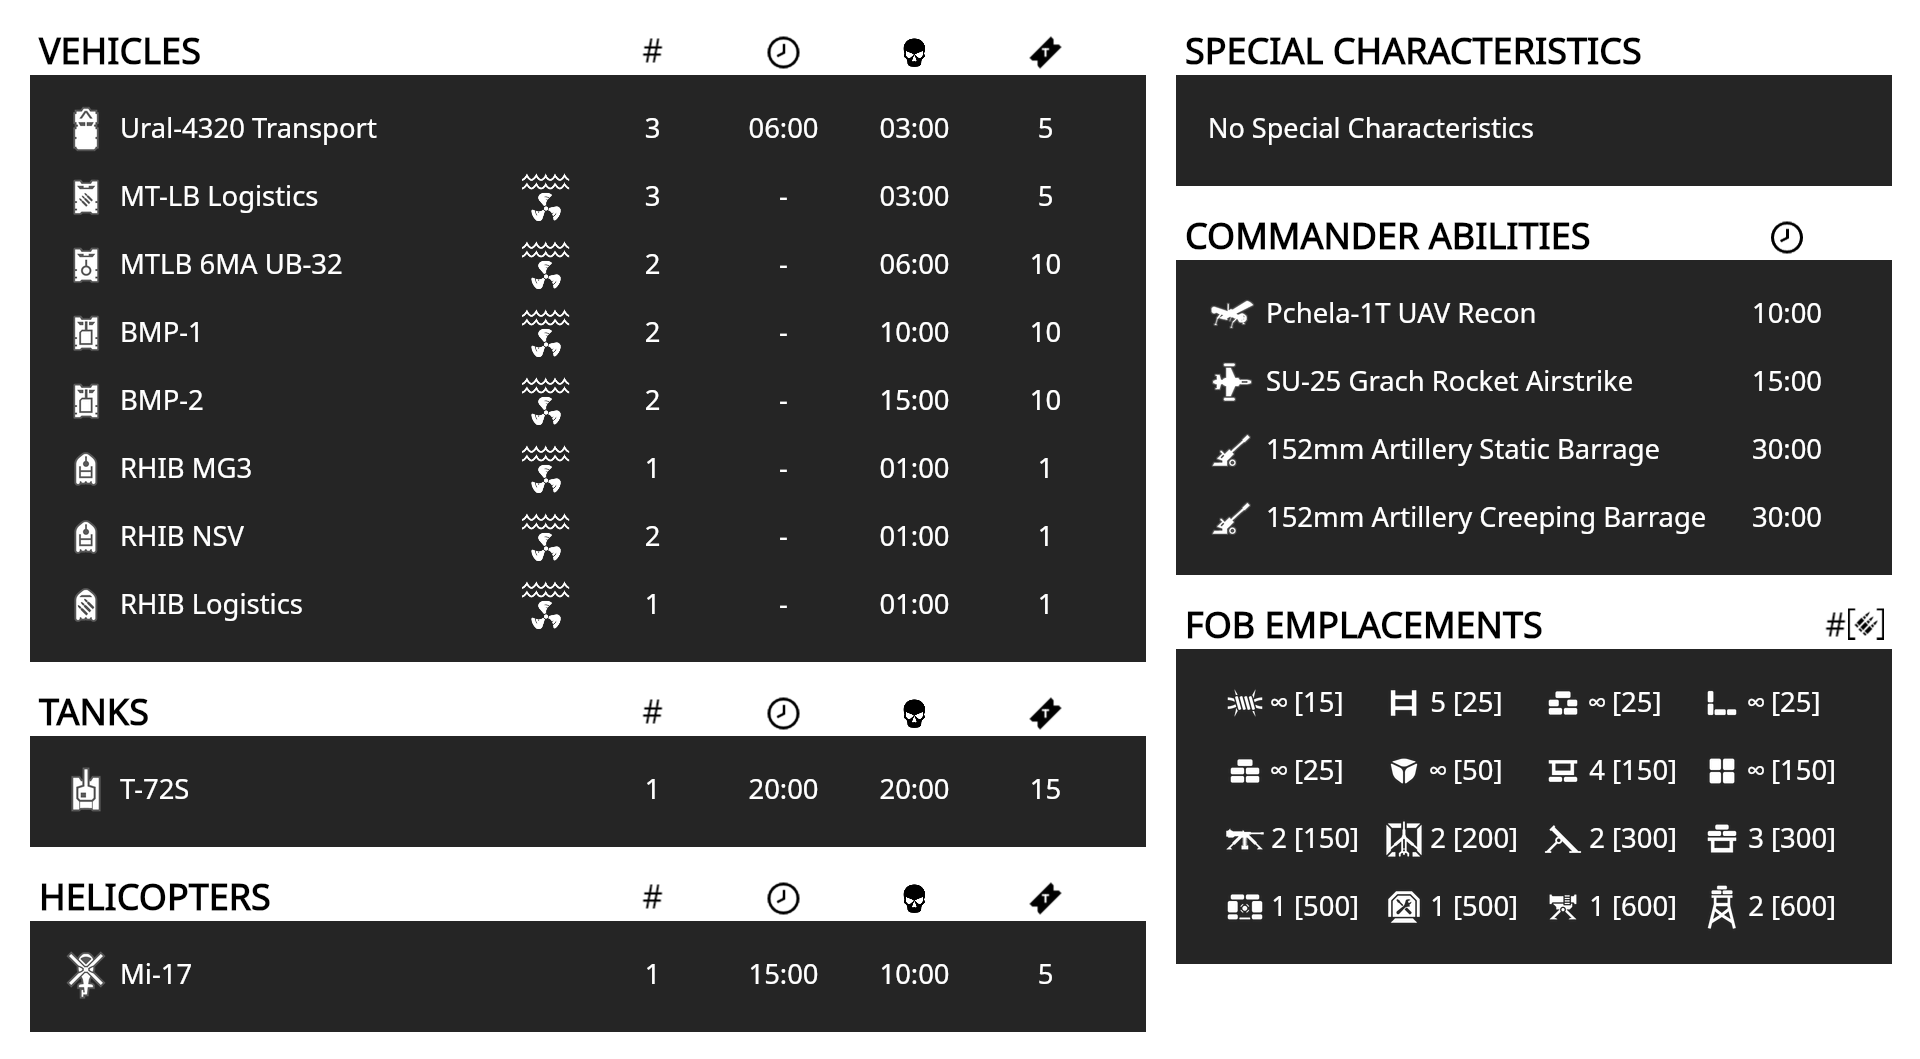 VEHICLES #
Ural-4320 Transport 3 06:00 03:00 5
MT-LB Logistics 3 - 03:00 5
MTLB 6MA UB-32 2 - 06:00 10
BMP-1 2 - 10:00 10
BMP-2 2 - 15:00 10
RHIB MG3 1 - 01:00 1
RHIB NSV 2 - 01:00 1
RHIB Logistics 1 - 01:00 1
TANKS #
T-72S 1 20:00 20:00 15
HELICOPTERS #
Mi-17 1 15:00 10:00 5
SPECIAL CHARACTERISTICS
No Special Characteristics
COMMANDER ABILITIES
Pchela-1T UAV Recon 10:00
SU-25 Grach Rocket Airstrike 15:00
152mm Artillery Static Barrage 30:00
152mm Artillery Creeping Barrage 30:00
FOB EMPLACEMENTS #[]
∞ [15] 5 [25] ∞ [25] ∞ [25]
∞ [25] ∞ [50] 4 [150] ∞ [150]
2 [150] 2 [200] 2 [300] 3 [300]
1 [500] 1 [500] 1 [600] 2 [600]